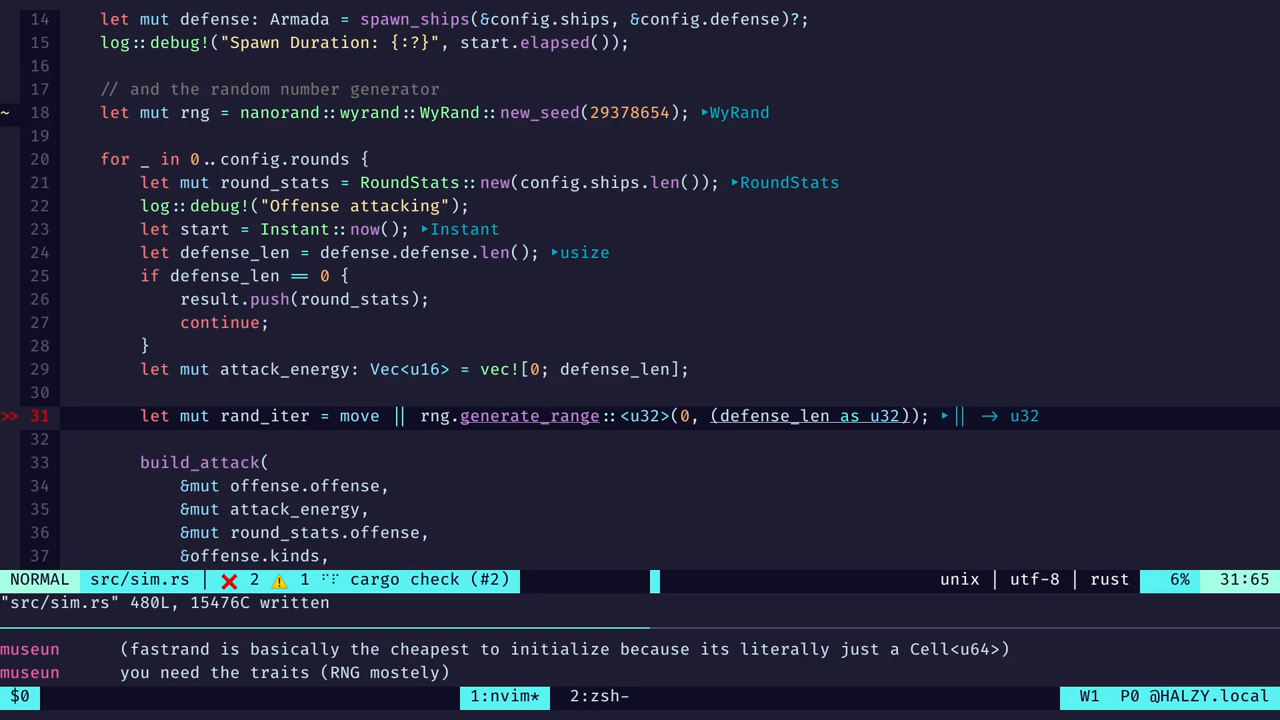 14 let mut defense: Armada = spawn_ships(&config.ships, &config.defense)?;
15 log::debug!("Spawn Duration: {:?}", start.elapsed());
16
17 // and the random number generator
~ 18 let mut rng = nanorand::wyrand::WyRand::new_seed(29378654); ▸WyRand
19
20 for _ in 0..config.rounds {
21 let mut round_stats = RoundStats::new(config.ships.len()); ▸RoundStats
22 log::debug!("Offense attacking");
23 let start = Instant::now(); ▸Instant
24 let defense_len = defense.defense.len(); ▸usize
25 if defense_len == 0 {
26 result.push(round_stats);
27 continue;
28 }
29 let mut attack_energy: Vec<u16> = vec![0; defense_len];
30
>> 31 let mut rand_iter = move || rng.generate_range::<u32>(0, (defense_len as u32)); ▸|| -> u32
32
33 build_attack(
34 &mut offense.offense,
35 &mut attack_energy,
36 &mut round_stats.offense,
37 &offense.kinds,
NORMAL src/sim.rs | ❌ 2 ⚠️ 1 cargo check (#2) unix | utf-8 | rust 6% 31:65
"src/sim.rs" 480L, 15476C written
museun (fastrand is basically the cheapest to initialize because its literally just a Cell<u64>)
museun you need the traits (RNG mostely)
$0 1:nvim* 2:zsh- W1 P0 @HALZY.local